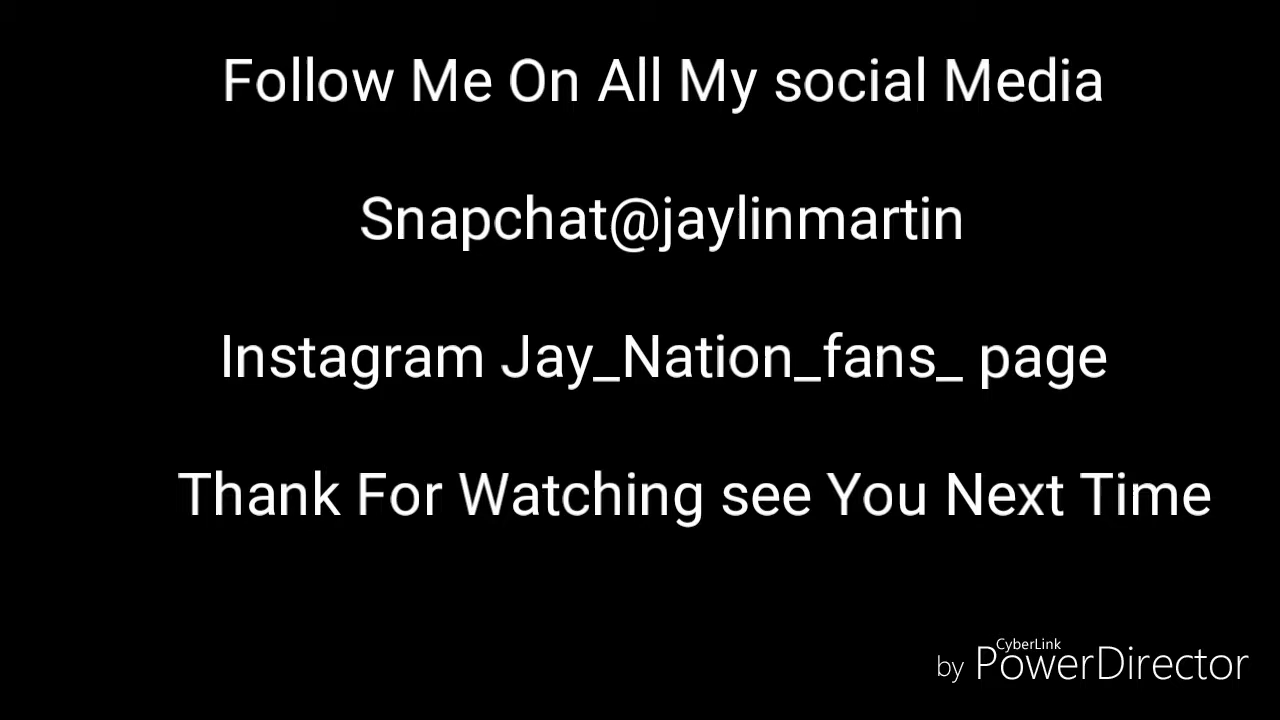 Follow Me On All My social Media
Snapchat@jaylinmartin
Instagram Jay_Nation_fans_ page
Thank For Watching see You Next Time
CyberLink
by PowerDirector